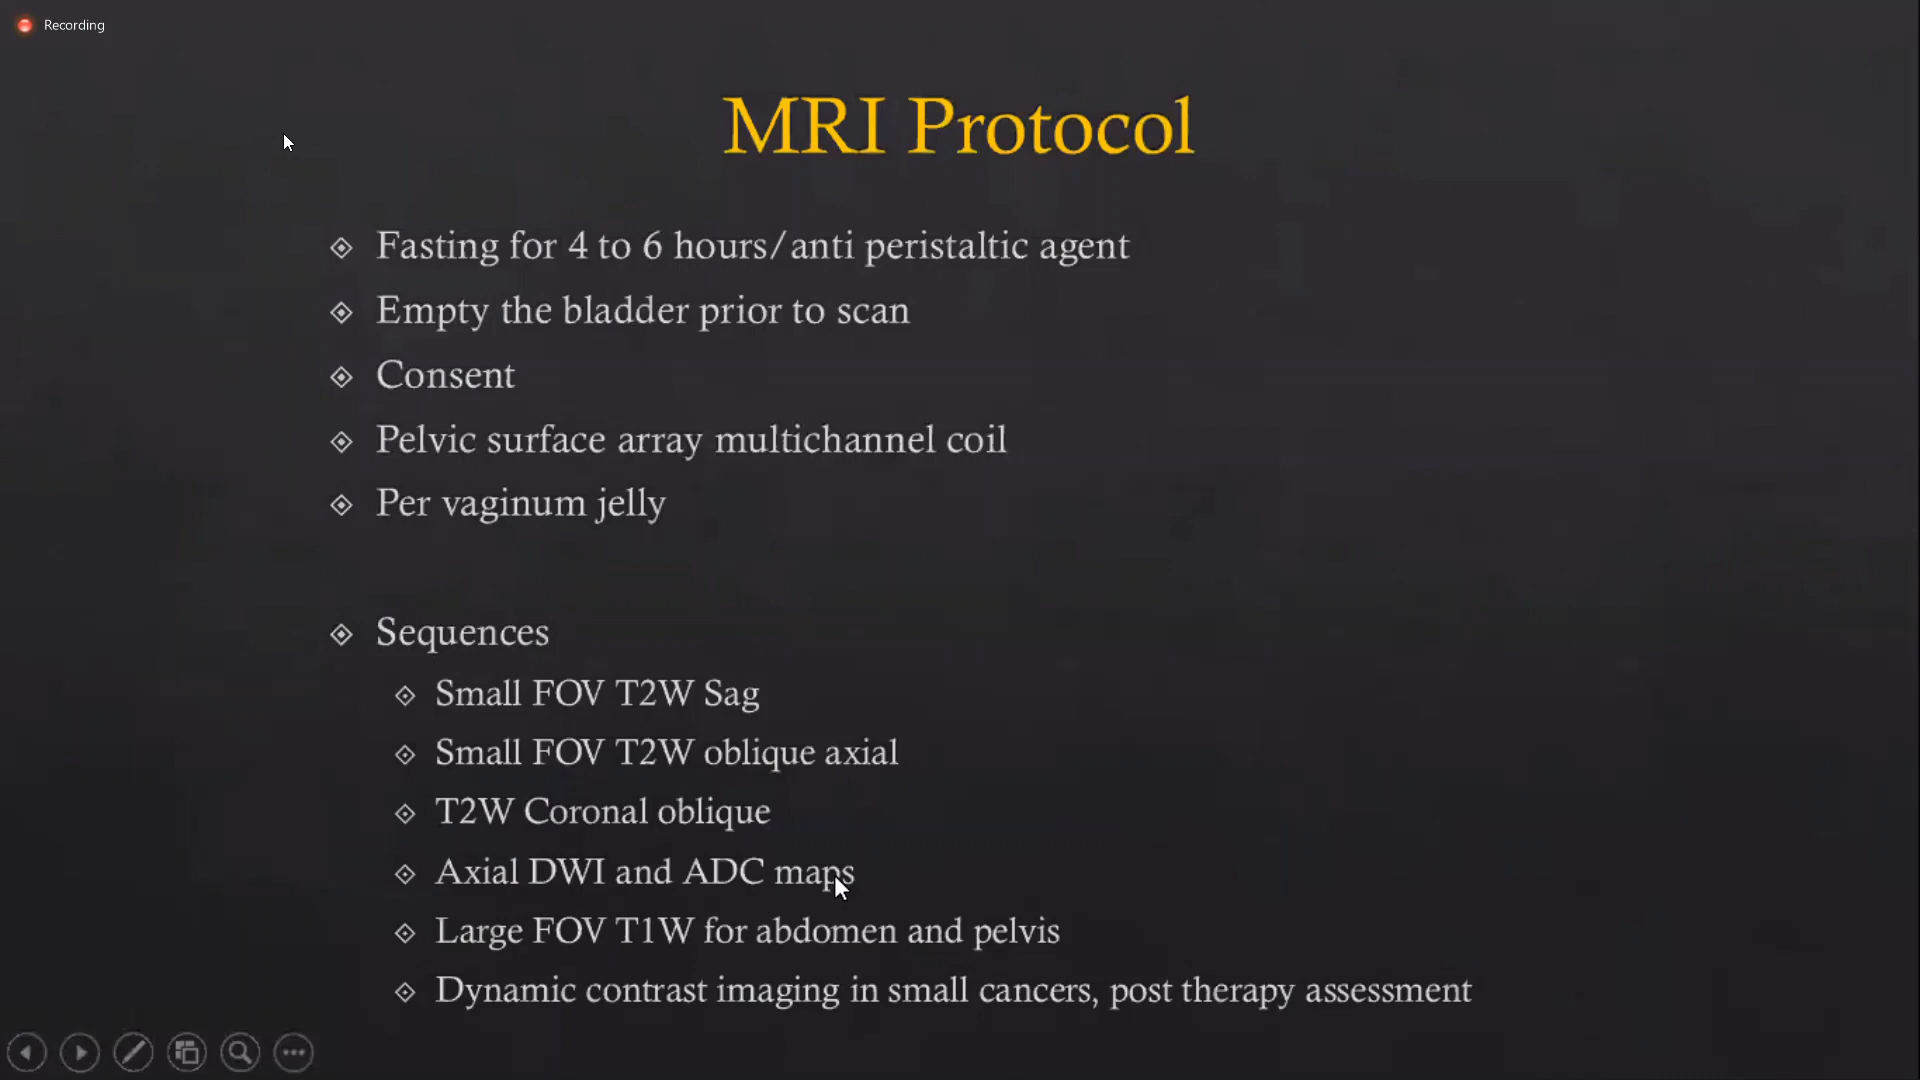 Recording
MRI Protocol
Fasting for 4 to 6 hours/anti peristaltic agent
Empty the bladder prior to scan
Consent
Pelvic surface array multichannel coil
Per vaginum jelly
Sequences
Small FOV T2W Sag
Small FOV T2W oblique axial
T2W Coronal oblique
Axial DWI and ADC maps
Large FOV T1W for abdomen and pelvis
Dynamic contrast imaging in small cancers, post therapy assessment